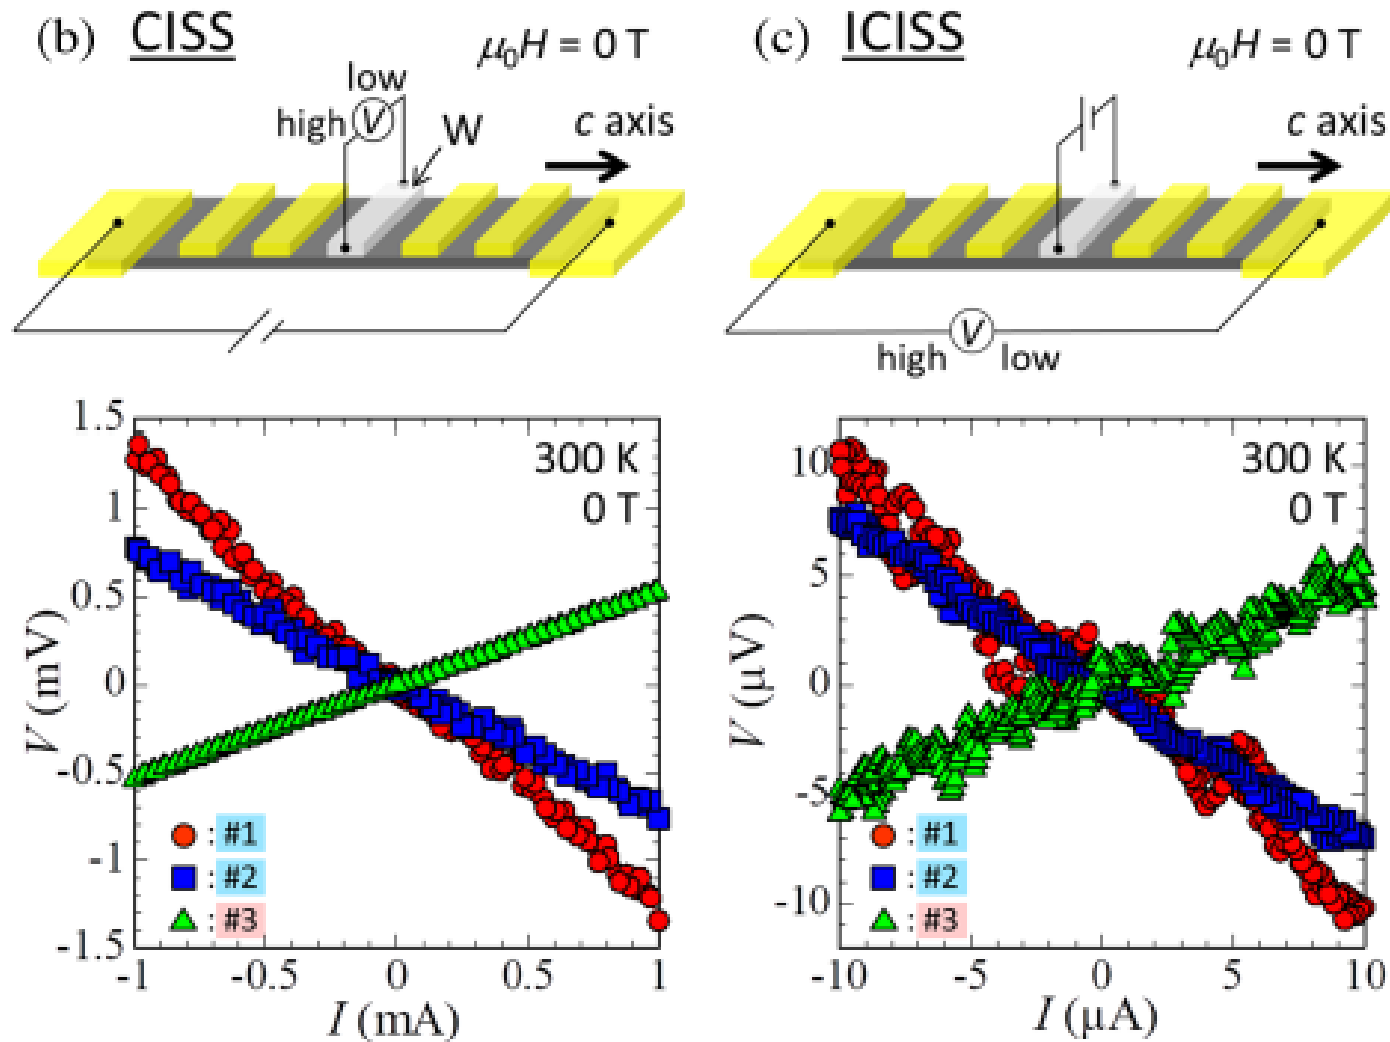 (b) CISS
μ₀H = 0 T
low
high V
W
c axis
1.5
1
0.5
0
-0.5
-1
-1.5
V (mV)
300 K
0 T
: #1
: #2
: #3
-1 -0.5 0 0.5 1
I (mA)
(c) ICISS
μ₀H = 0 T
c axis
V
high low
10
5
0
-5
-10
V (μV)
300 K
0 T
: #1
: #2
: #3
-10 -5 0 5 10
I (μA)